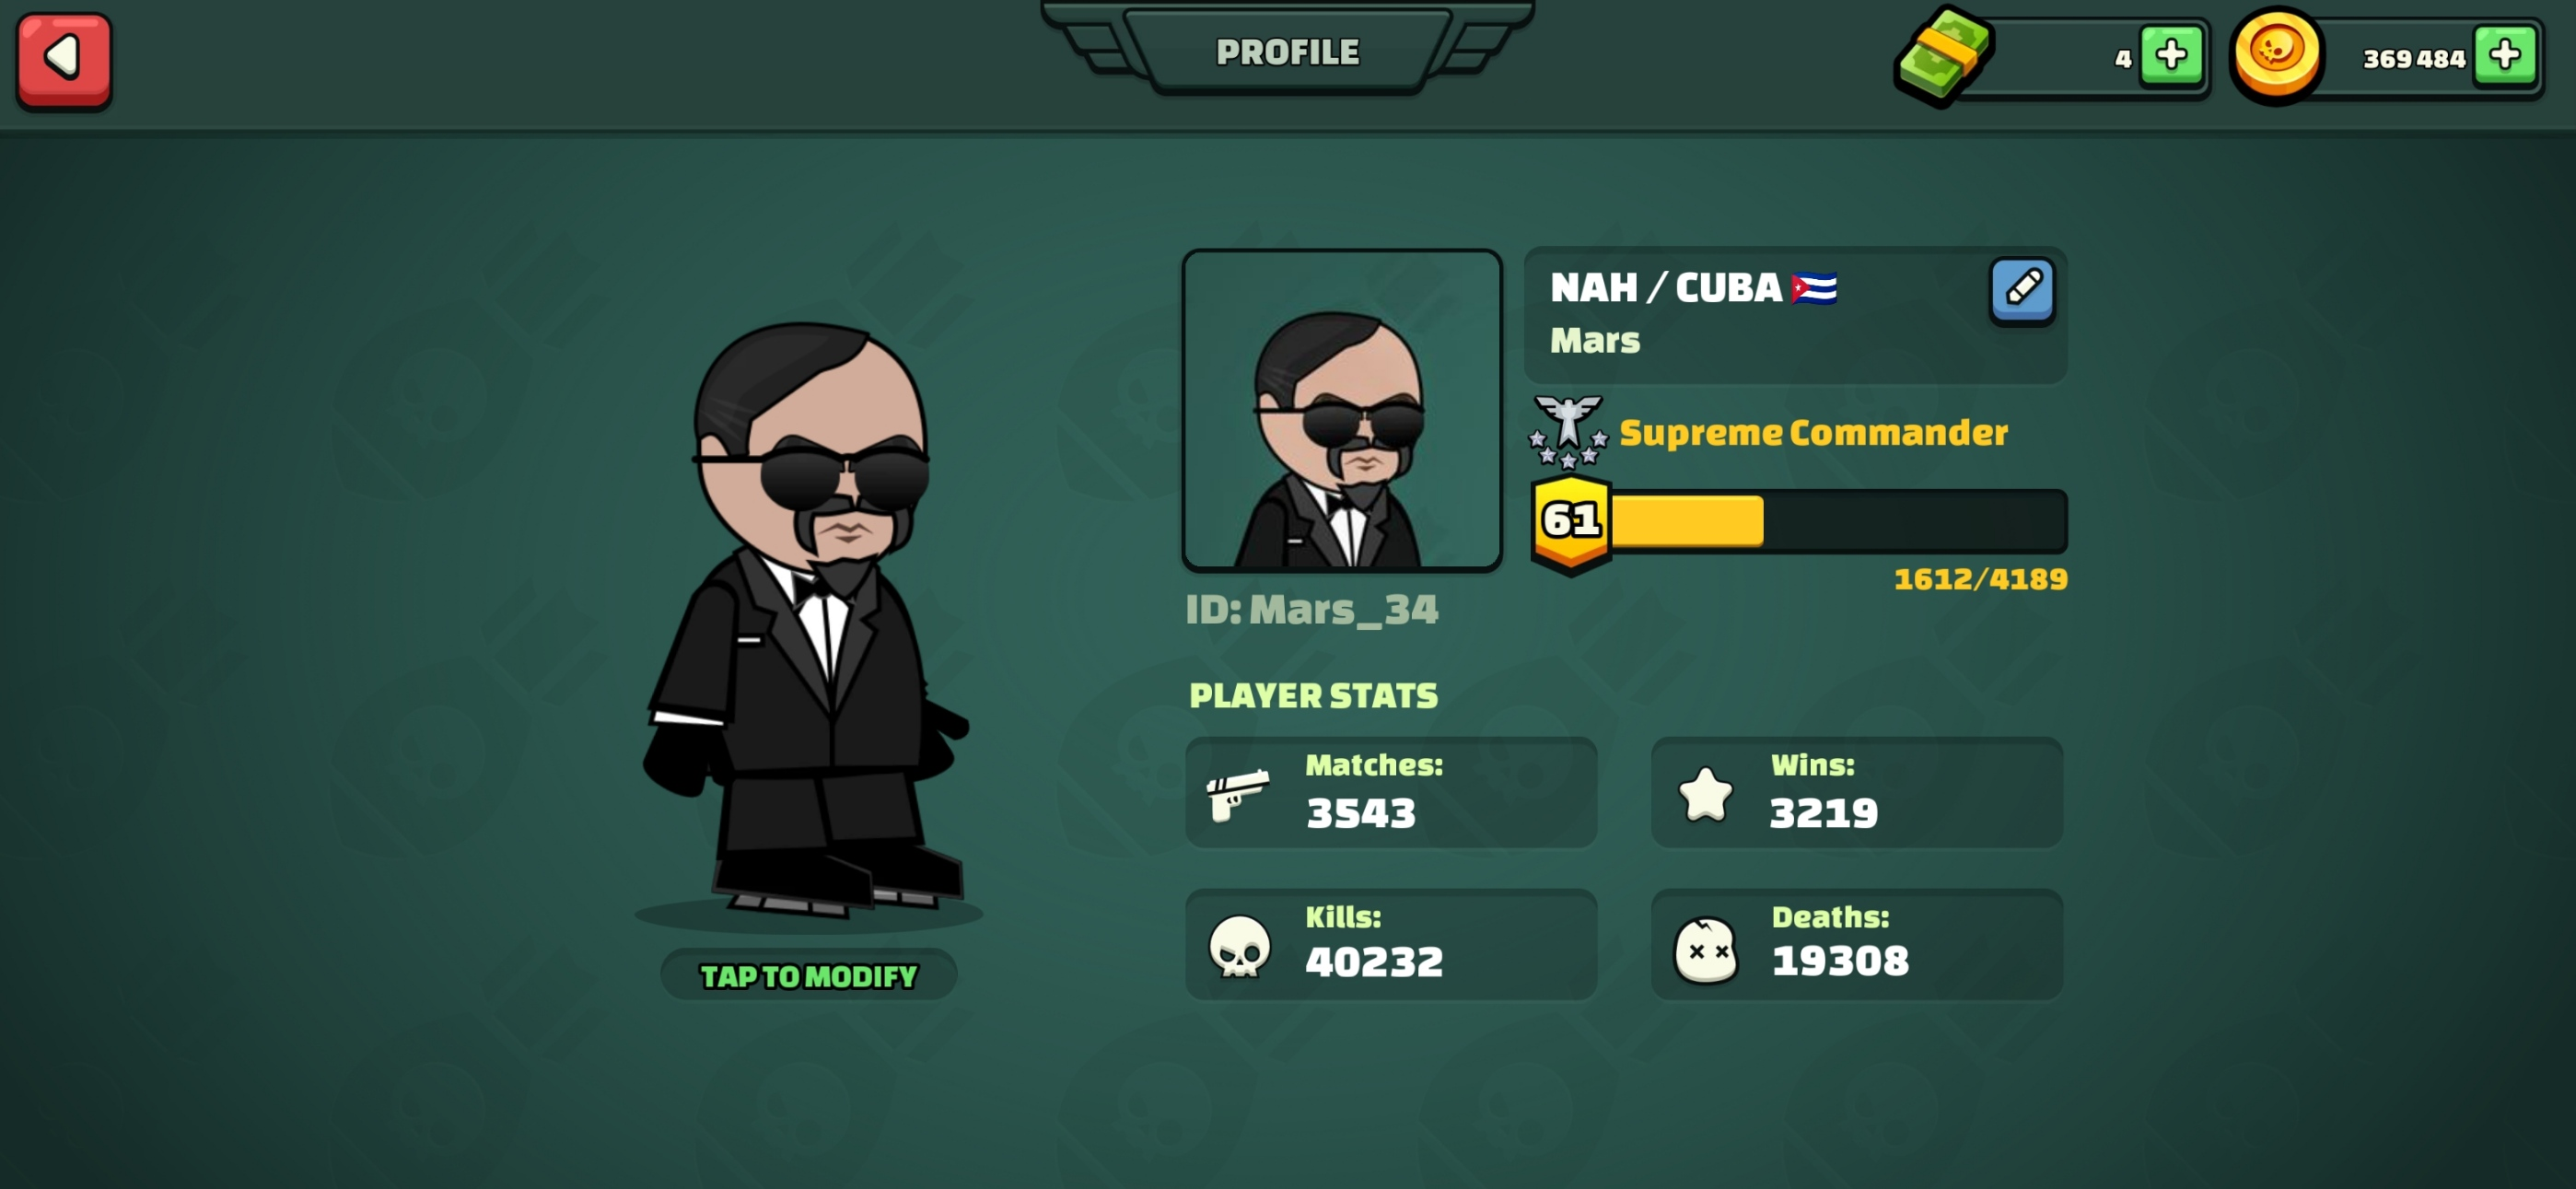 PROFILE
4
369 484
NAH / CUBA 🇨🇺
Mars
Supreme Commander
61
1612/4189
ID: Mars_34
PLAYER STATS
Matches:
3543
Wins:
3219
Kills:
40232
Deaths:
19308
TAP TO MODIFY